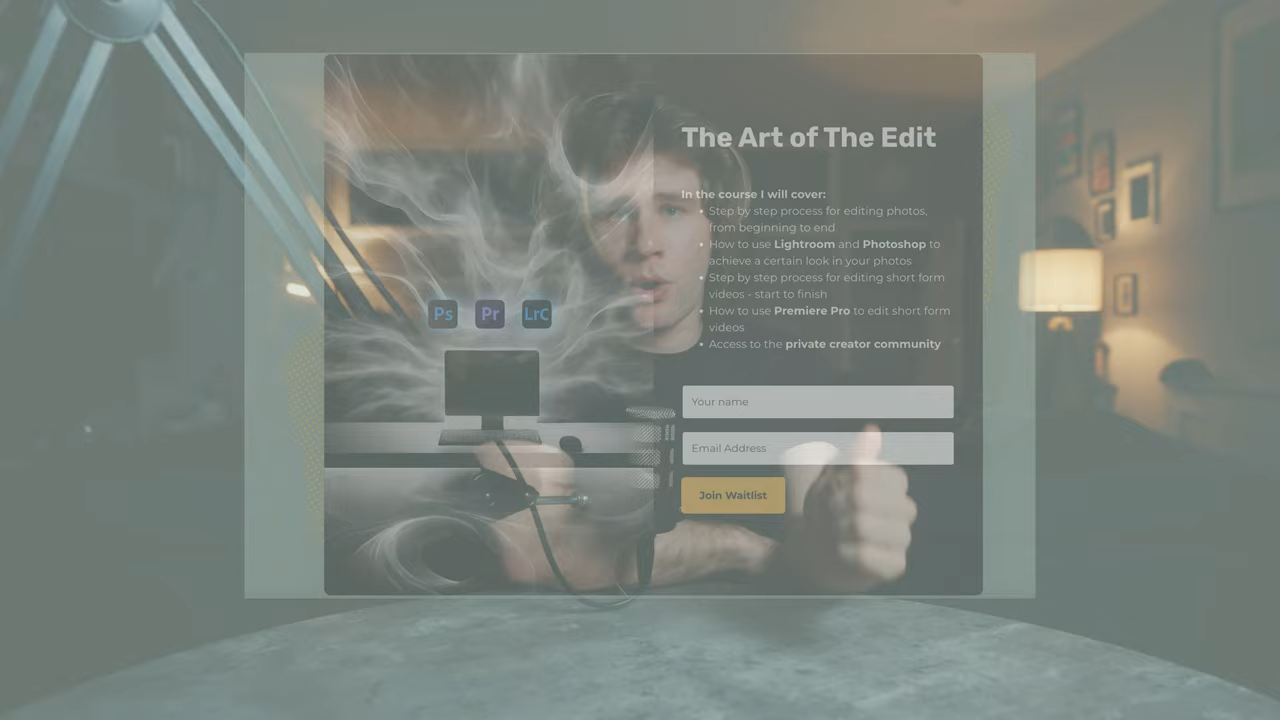 The Art of The Edit
In the course I will cover:
• Step by step process for editing photos,
from beginning to end
• How to use Lightroom and Photoshop to
achieve a certain look in your photos
• Step by step process for editing short form
videos - start to finish
• How to use Premiere Pro to edit short form
videos
• Access to the private creator community
Ps Pr LrC
Your name
Email Address
Join Waitlist